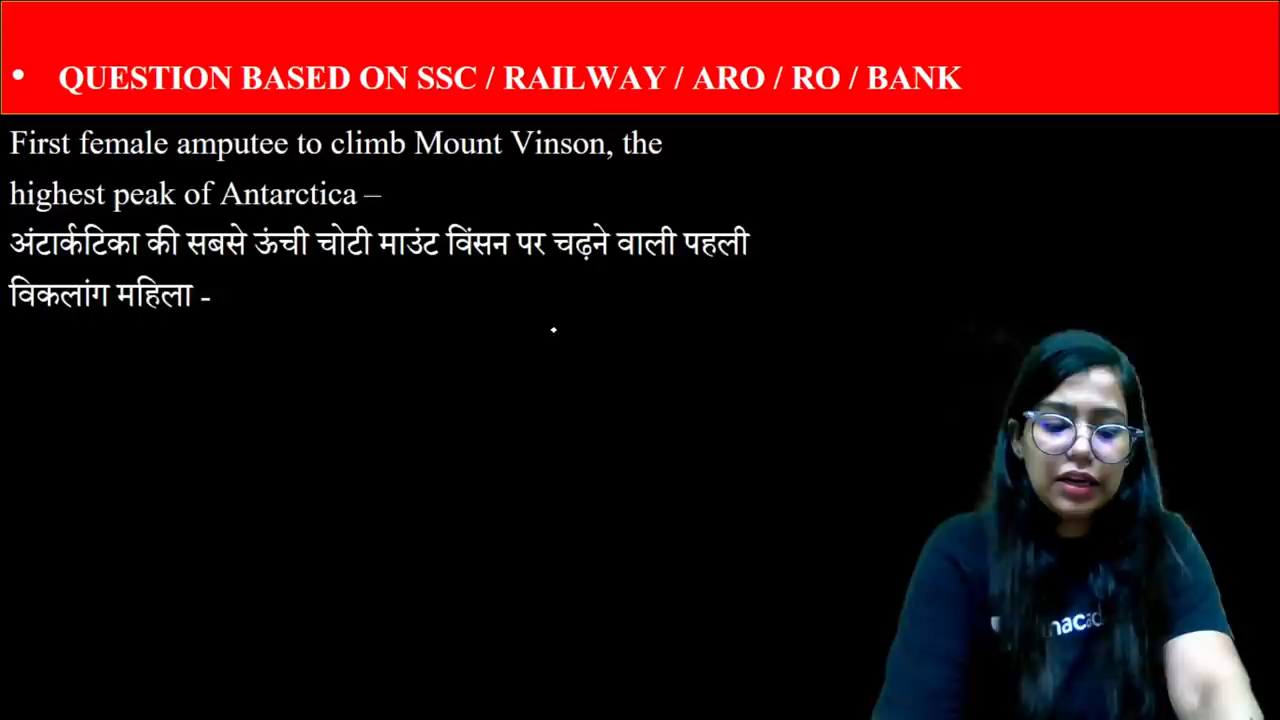 • QUESTION BASED ON SSC / RAILWAY / ARO / RO / BANK
First female amputee to climb Mount Vinson, the
highest peak of Antarctica –
अंटार्कटिका की सबसे ऊंची चोटी माउंट विंसन पर चढ़ने वाली पहली
विकलांग महिला -